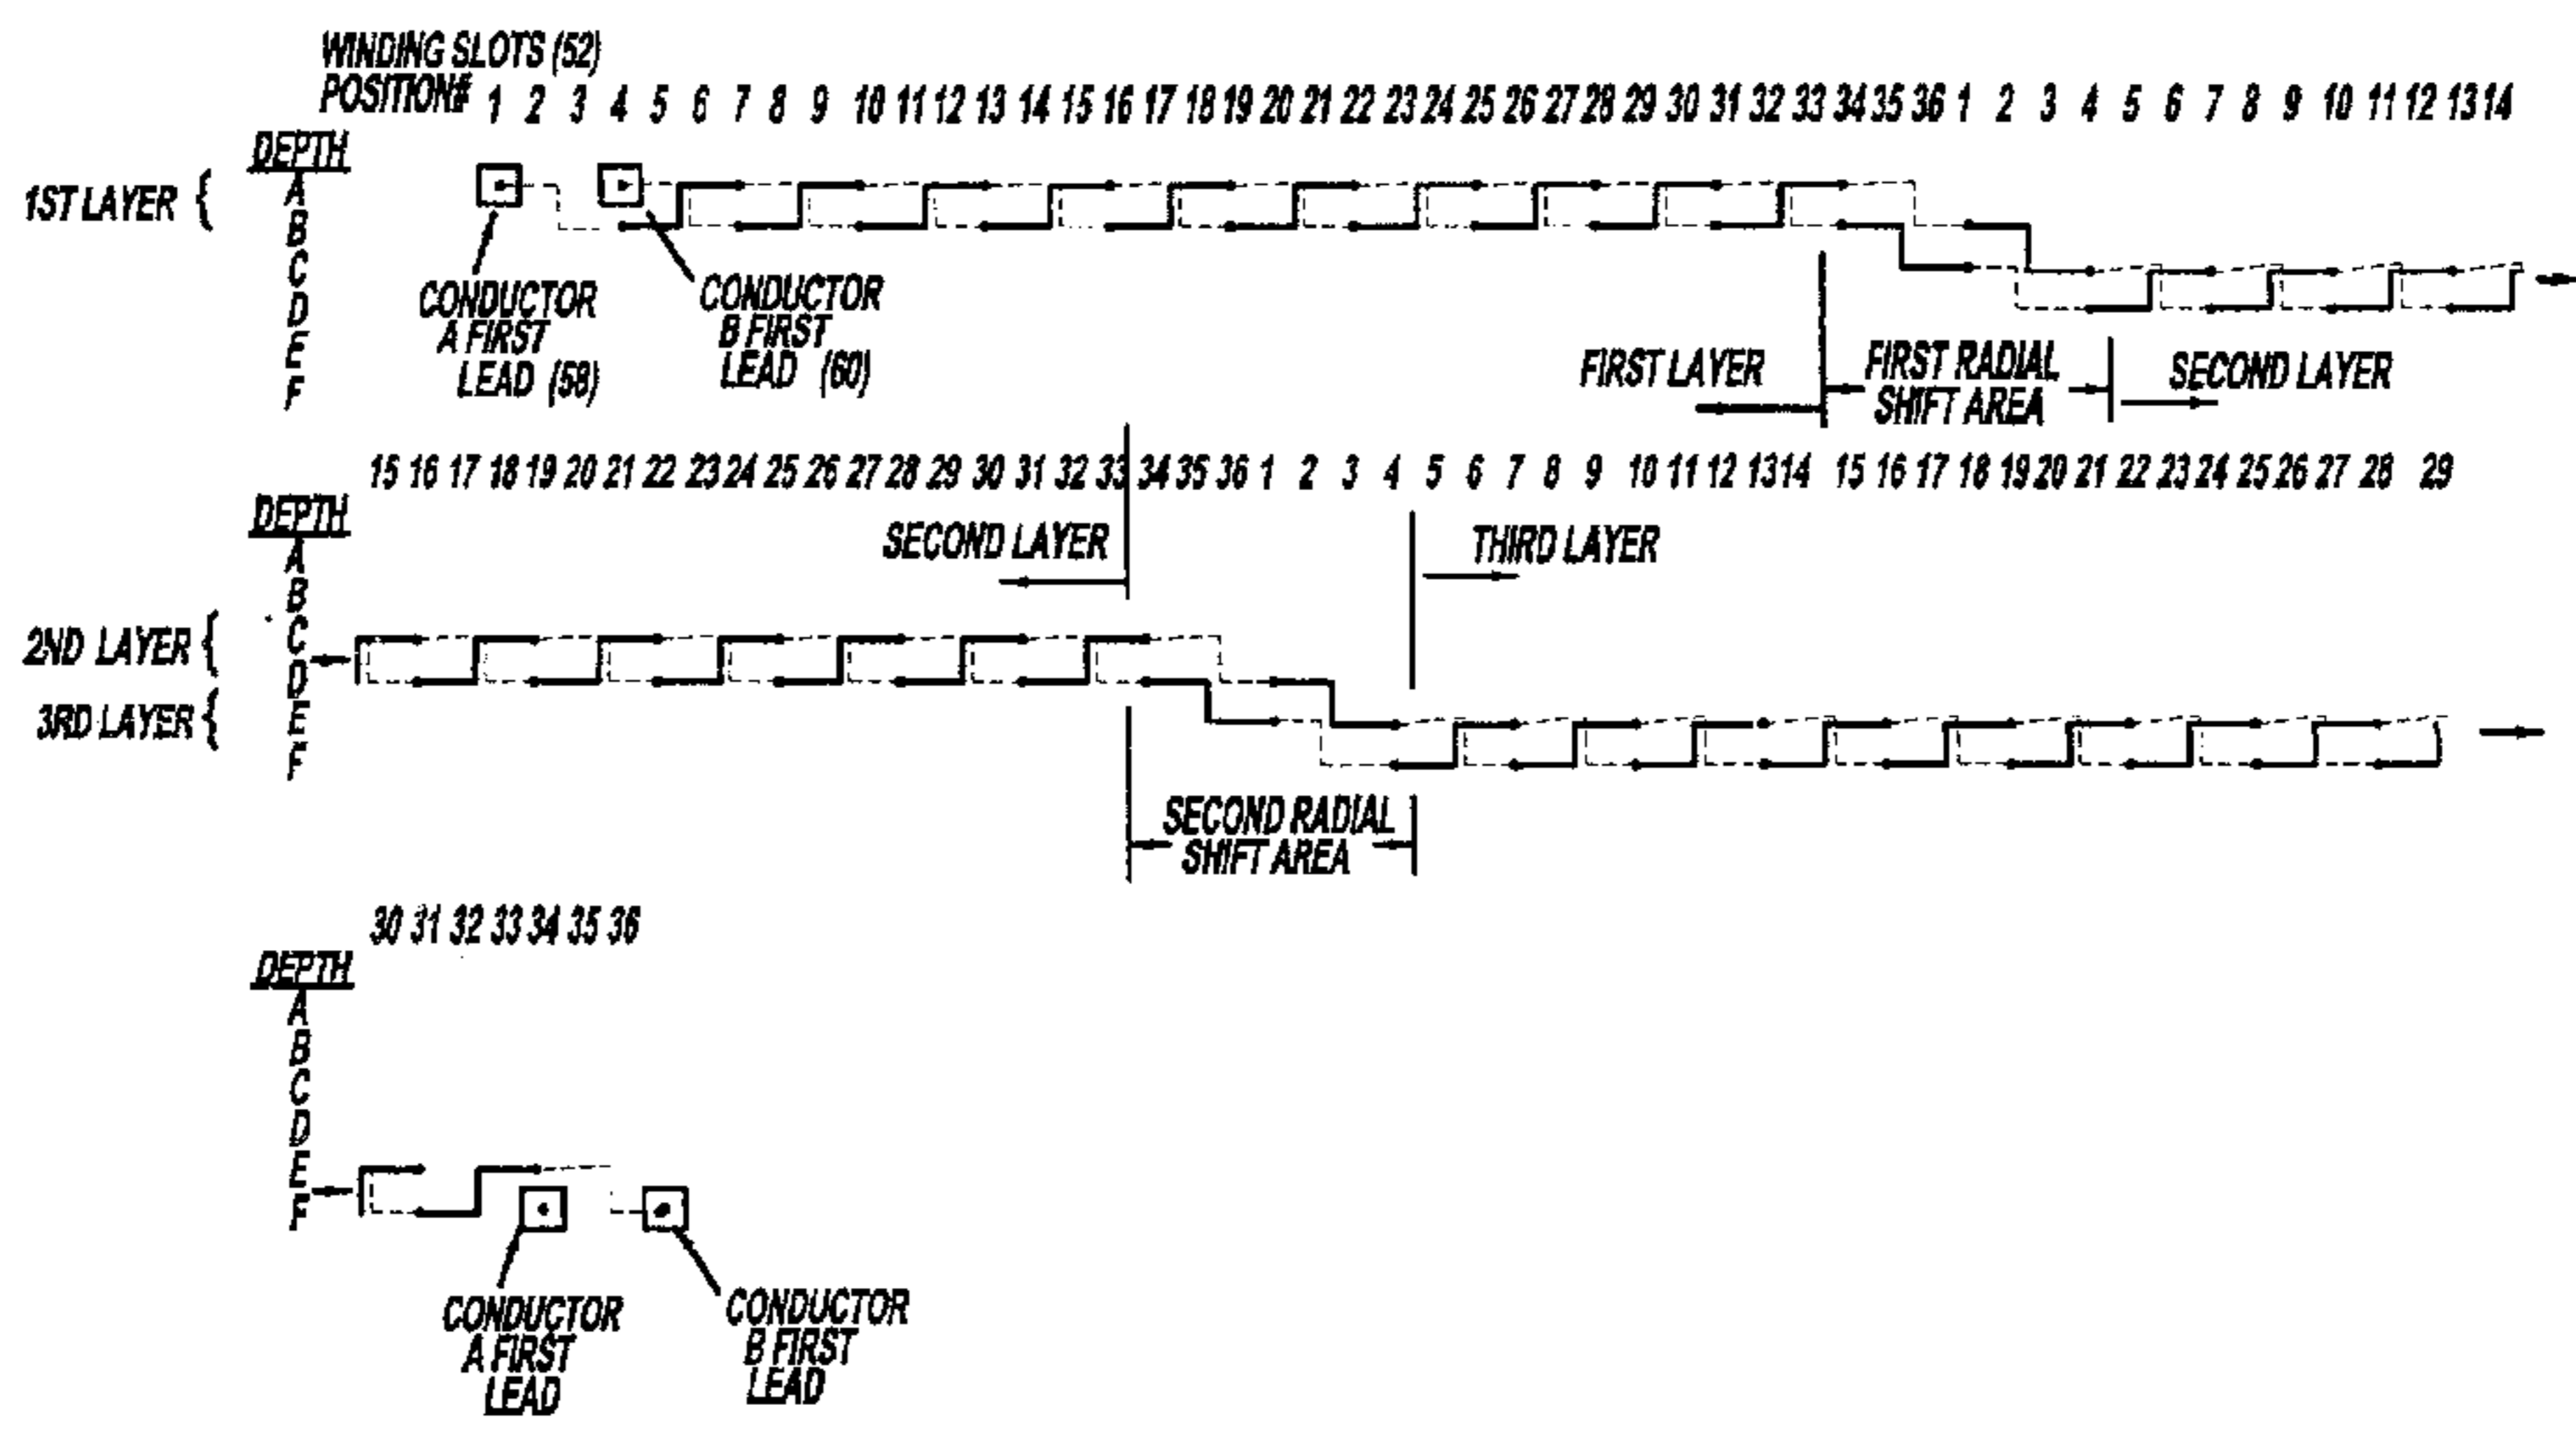 WINDING SLOTS (52)
POSITION# 1 2 3 4 5 6 7 8 9 10 11 12 13 14 15 16 17 18 19 20 21 22 23 24 25 26 27 28 29 30 31 32 33 34 35 36 1 2 3 4 5 6 7 8 9 10 11 12 13 14
DEPTH
1ST LAYER {
A
B
C
D
E
F
CONDUCTOR
A FIRST
LEAD (58)
CONDUCTOR
B FIRST
LEAD (60)
FIRST LAYER
FIRST RADIAL
SHIFT AREA
SECOND LAYER
15 16 17 18 19 20 21 22 23 24 25 26 27 28 29 30 31 32 33 34 35 36 1 2 3 4 5 6 7 8 9 10 11 12 13 14 15 16 17 18 19 20 21 22 23 24 25 26 27 28 29
DEPTH
A
B
C
D
E
F
SECOND LAYER
THIRD LAYER
2ND LAYER {
3RD LAYER {
SECOND RADIAL
SHIFT AREA
30 31 32 33 34 35 36
DEPTH
A
B
C
D
E
F
CONDUCTOR
A FIRST
LEAD
CONDUCTOR
B FIRST
LEAD